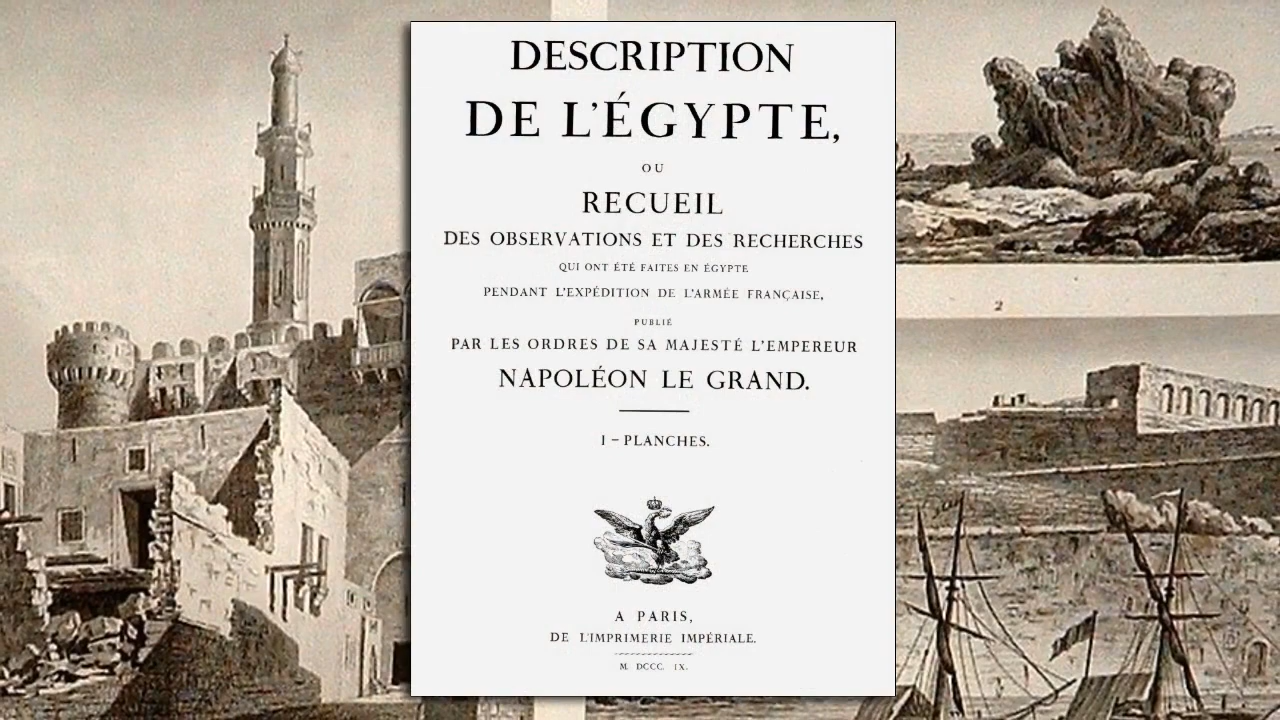 DESCRIPTION
DE L'ÉGYPTE,
OU
RECUEIL
DES OBSERVATIONS ET DES RECHERCHES
QUI ONT ÉTÉ FAITES EN ÉGYPTE
PENDANT L'EXPÉDITION DE L'ARMÉE FRANÇAISE,
PUBLIÉ
PAR LES ORDRES DE SA MAJESTÉ L'EMPEREUR
NAPOLÉON LE GRAND.
I – PLANCHES.
A PARIS,
DE L'IMPRIMERIE IMPÉRIALE.
M. DCCC. IX.
2